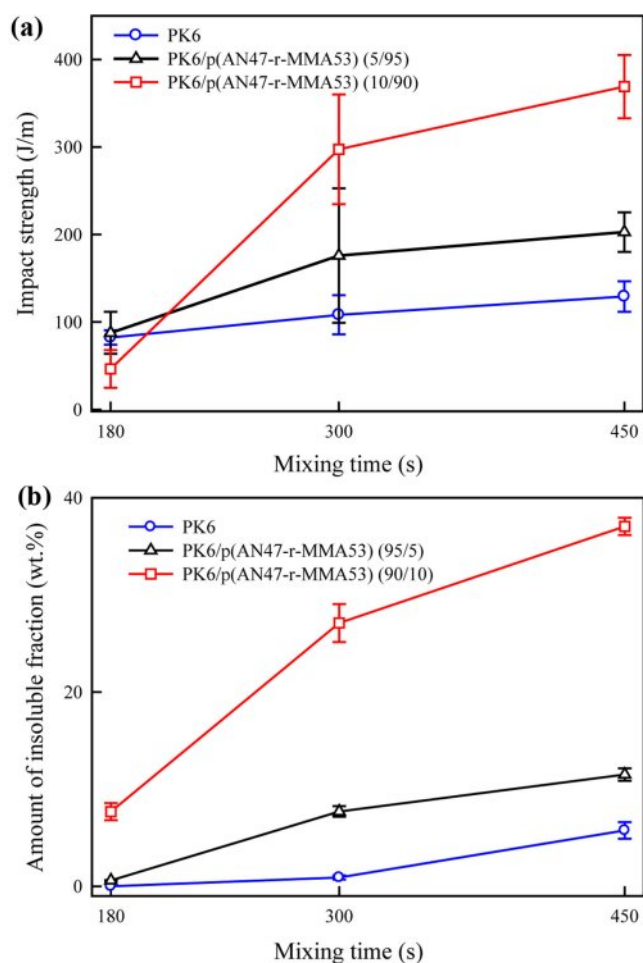 (a)
PK6
PK6/p(AN47-r-MMA53) (5/95)
PK6/p(AN47-r-MMA53) (10/90)
Impact strength (J/m)
400
300
200
100
0
180
300
450
Mixing time (s)
(b)
PK6
PK6/p(AN47-r-MMA53) (95/5)
PK6/p(AN47-r-MMA53) (90/10)
Amount of insoluble fraction (wt.%)
40
20
0
180
300
450
Mixing time (s)